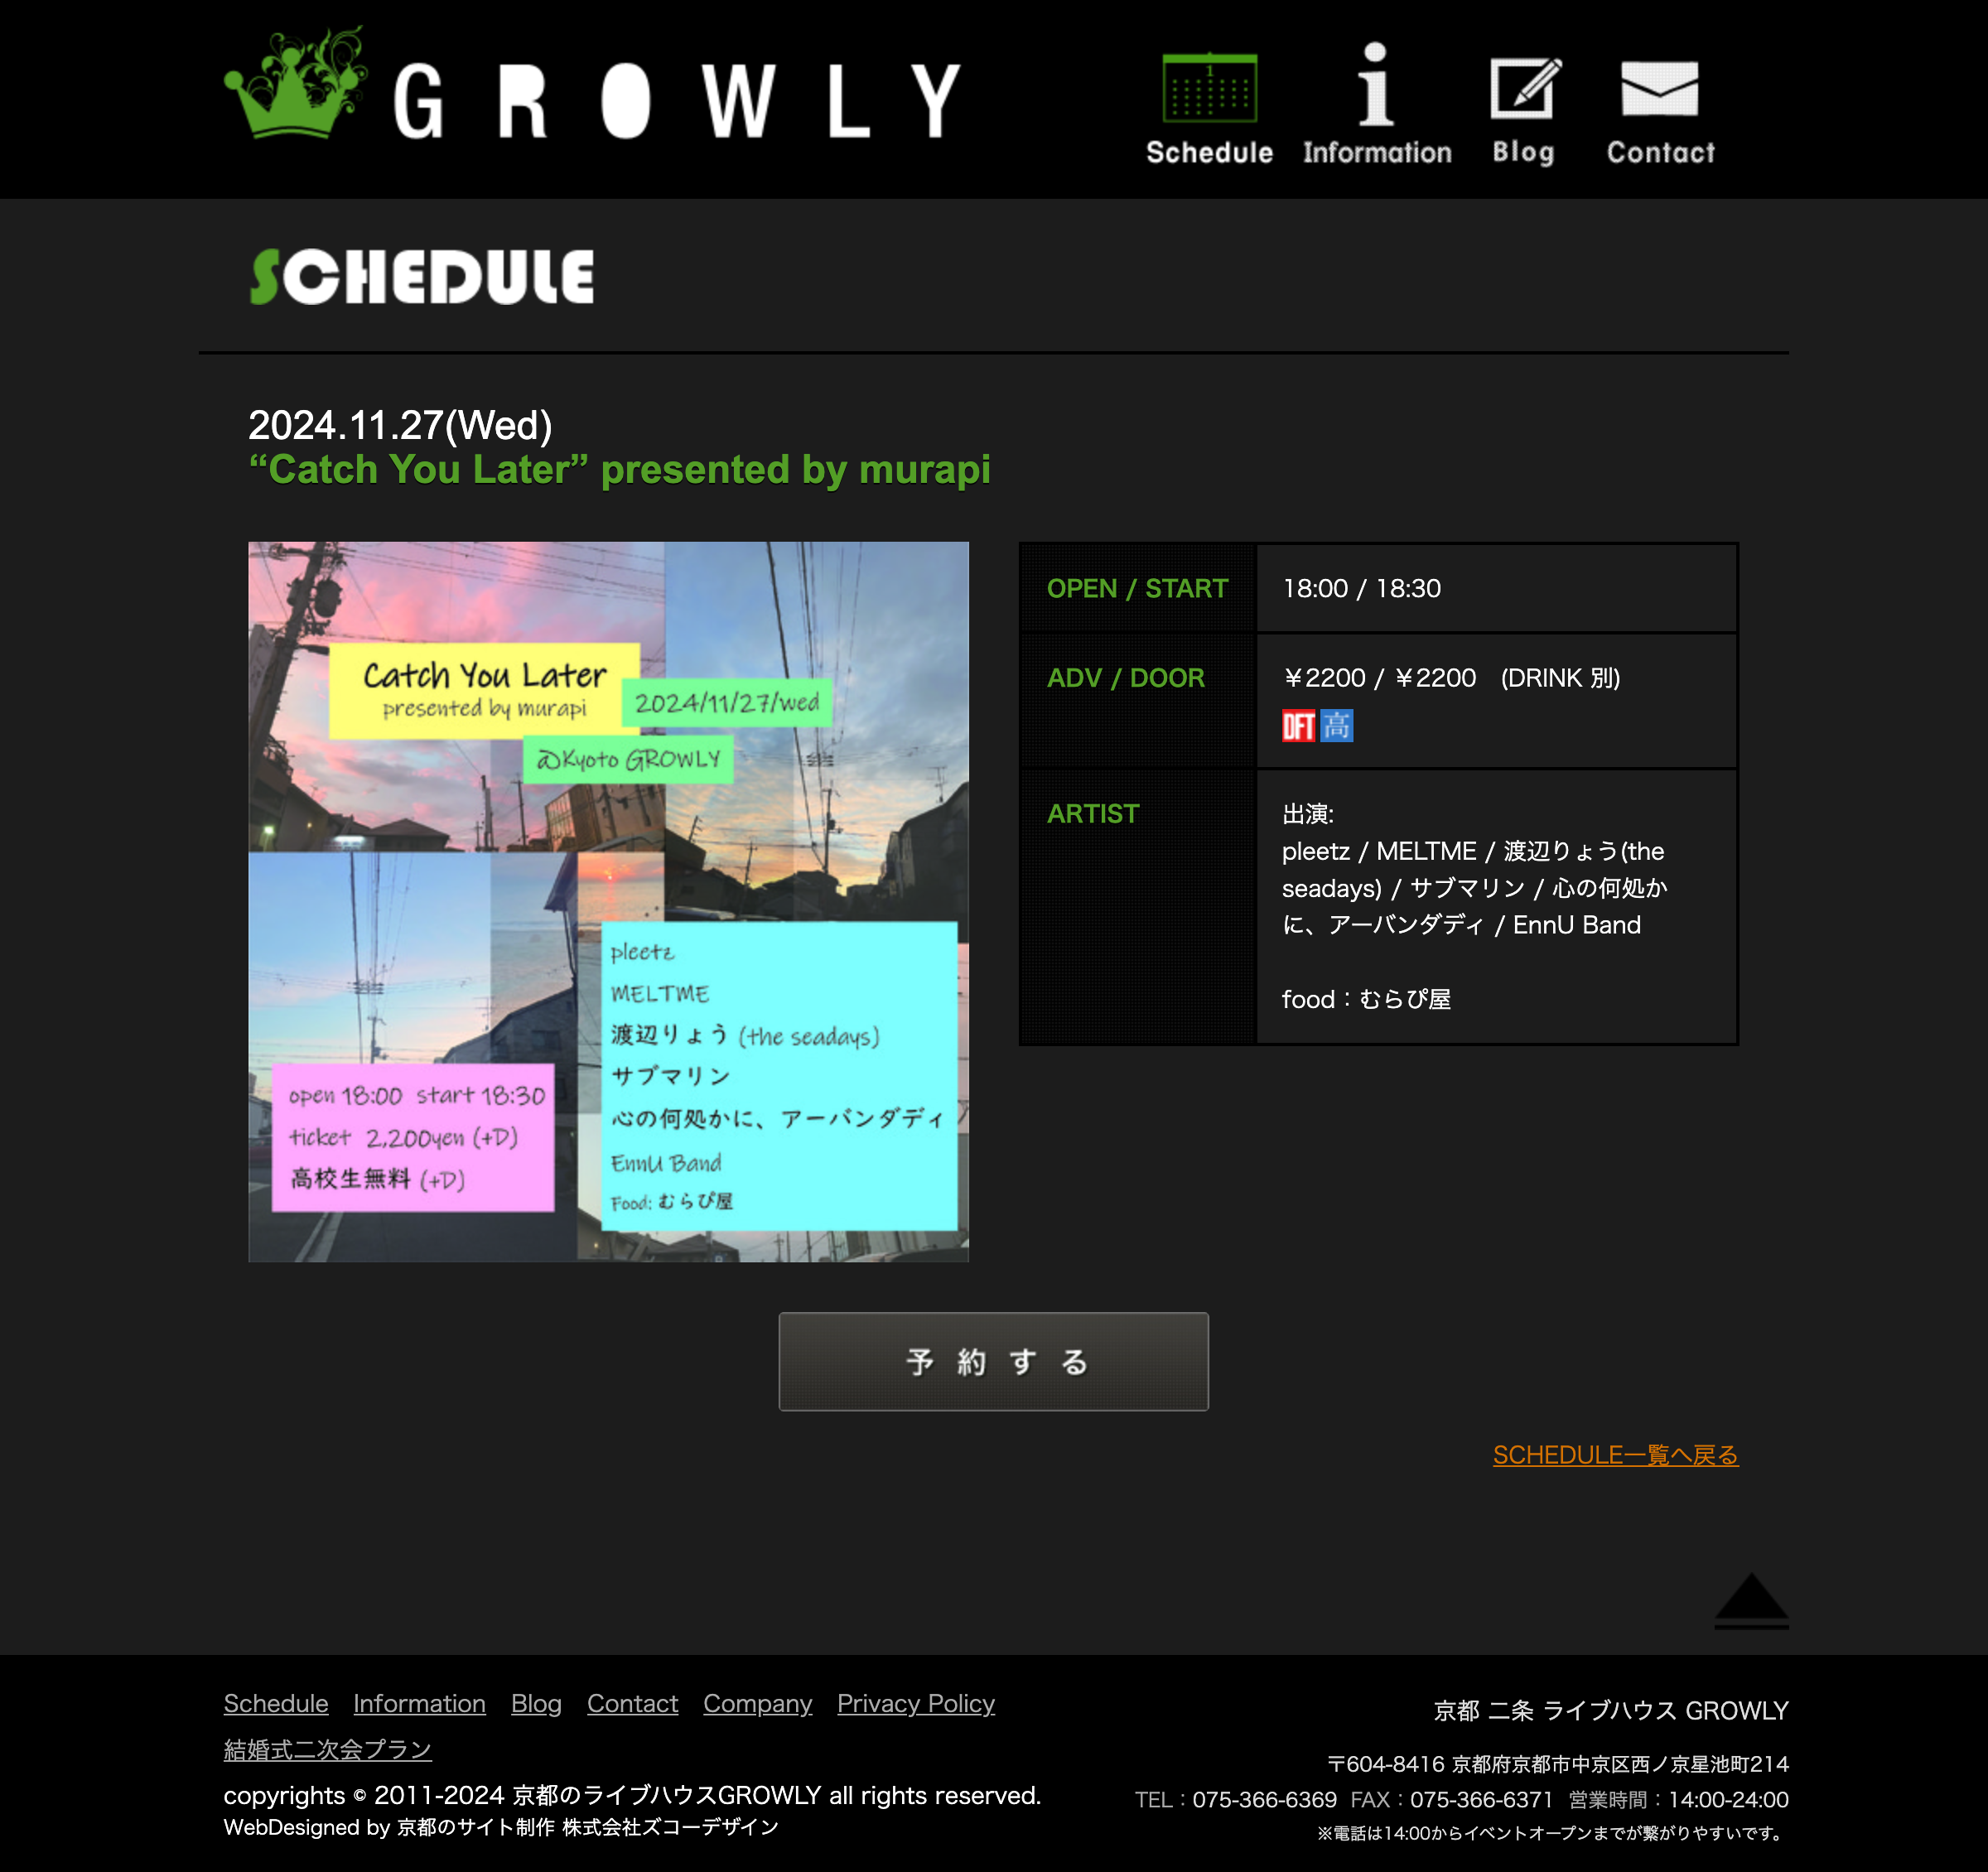 GROWLY
Schedule
Information
Blog
Contact
SCHEDULE
2024.11.27(Wed)
“Catch You Later” presented by murapi
Catch You Later
presented by murapi
2024/11/27/wed
@Kyoto GROWLY
pleetz
MELTME
渡辺りょう (the seadays)
サブマリン
心の何処かに、アーバンダディ
EnnU Band
Food: むらぴ屋
open 18:00 start 18:30
ticket 2,200yen (+D)
高校生無料 (+D)
OPEN / START
18:00 / 18:30
ADV / DOOR
￥2200 / ￥2200　(DRINK 別)
DFT 高
ARTIST
出演:
pleetz / MELTME / 渡辺りょう(the
seadays) / サブマリン / 心の何処か
に、アーバンダディ / EnnU Band
food：むらぴ屋
予約する
SCHEDULE一覧へ戻る
Schedule Information Blog Contact Company Privacy Policy
結婚式二次会プラン
copyrights © 2011-2024 京都のライブハウスGROWLY all rights reserved.
WebDesigned by 京都のサイト制作 株式会社ズコーデザイン
京都 二条 ライブハウス GROWLY
〒604-8416 京都府京都市中京区西ノ京星池町214
TEL：075-366-6369 FAX：075-366-6371 営業時間：14:00-24:00
※電話は14:00からイベントオープンまでが繋がりやすいです。